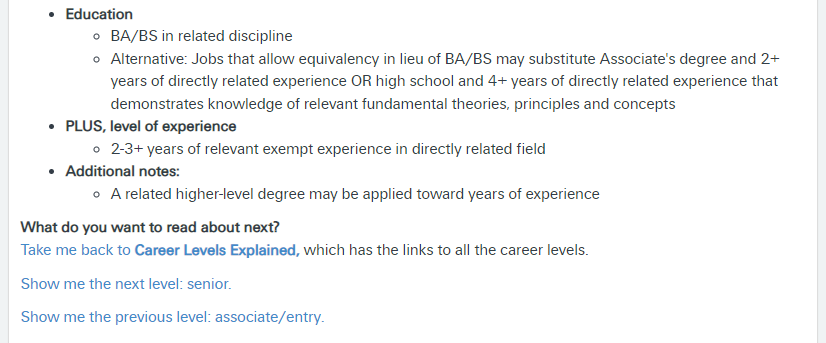 Education
BA/BS in related discipline
Alternative: Jobs that allow equivalency in lieu of BA/BS may substitute Associate's degree and 2+
years of directly related experience OR high school and 4+ years of directly related experience that
demonstrates knowledge of relevant fundamental theories, principles and concepts
PLUS, level of experience
2-3+ years of relevant exempt experience in directly related field
Additional notes:
A related higher-level degree may be applied toward years of experience
What do you want to read about next?
Take me back to Career Levels Explained, which has the links to all the career levels.
Show me the next level: senior.
Show me the previous level: associate/entry.